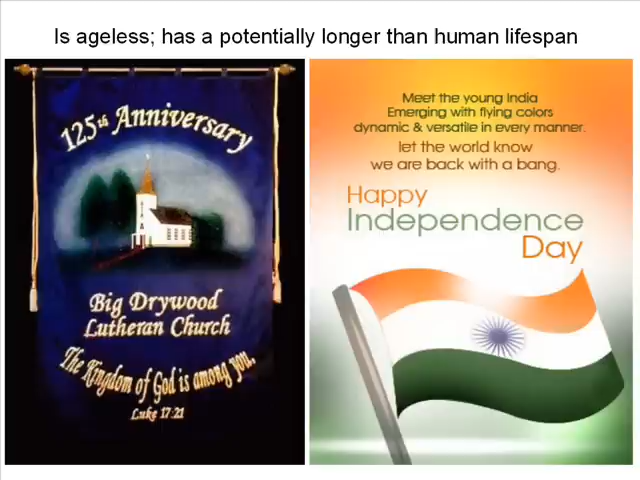 Is ageless; has a potentially longer than human lifespan
125th Anniversary
Big Drywood
Lutheran Church
The Kingdom of God is among you.
Luke 17:21
Meet the young India
Emerging with flying colors
dynamic & versatile in every manner.
let the world know
we are back with a bang.
Happy
Independence
Day